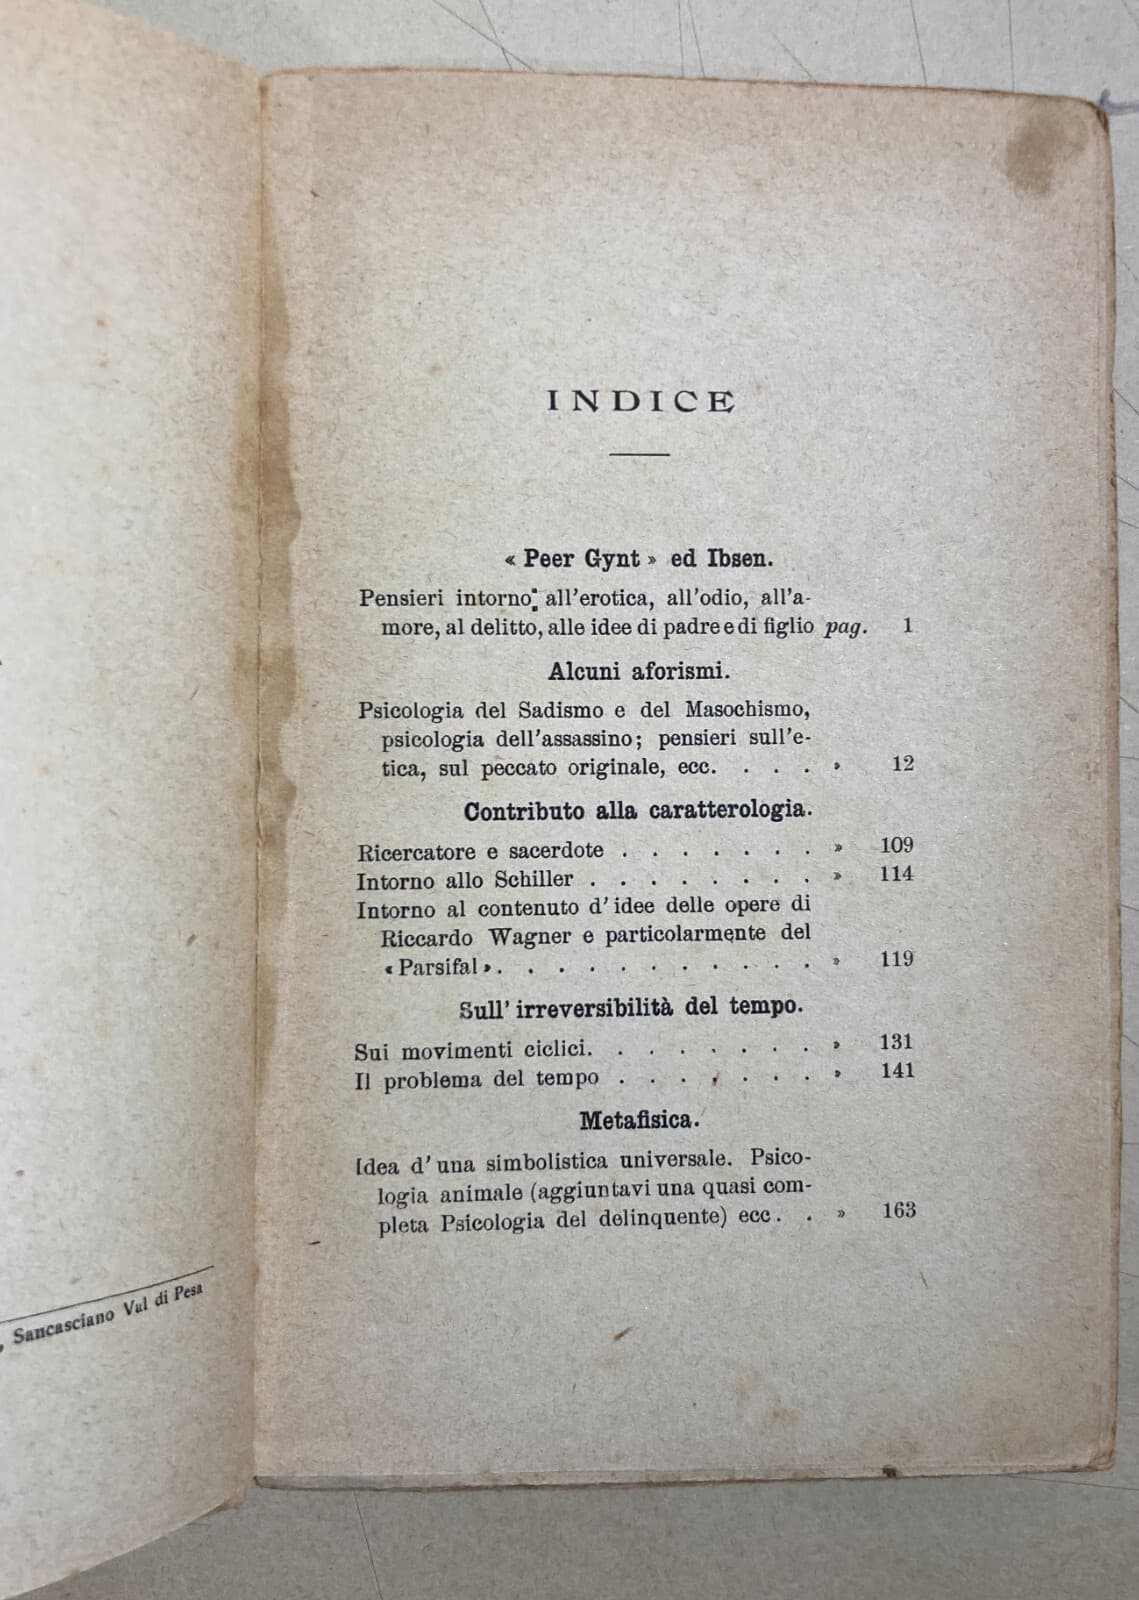 , Sancasciano Val di Pesa
INDICE
« Peer Gynt » ed Ibsen.
Pensieri intorno all'erotica, all'odio, all'a-
more, al delitto, alle idee di padre e di figlio pag. 1
Alcuni aforismi.
Psicologia del Sadismo e del Masochismo,
psicologia dell'assassino; pensieri sull'e-
tica, sul peccato originale, ecc. . . . » 12
Contributo alla caratterologia.
Ricercatore e sacerdote . . . . . . . » 109
Intorno allo Schiller . . . . . . . . » 114
Intorno al contenuto d'idee delle opere di
Riccardo Wagner e particolarmente del
« Parsifal ». . . . . . . . . . . » 119
Sull' irreversibilità del tempo.
Sui movimenti ciclici. . . . . . . . » 131
Il problema del tempo . . . . . . . » 141
Metafisica.
Idea d'una simbolistica universale. Psico-
logia animale (aggiuntavi una quasi com-
pleta Psicologia del delinquente) ecc. . » 163